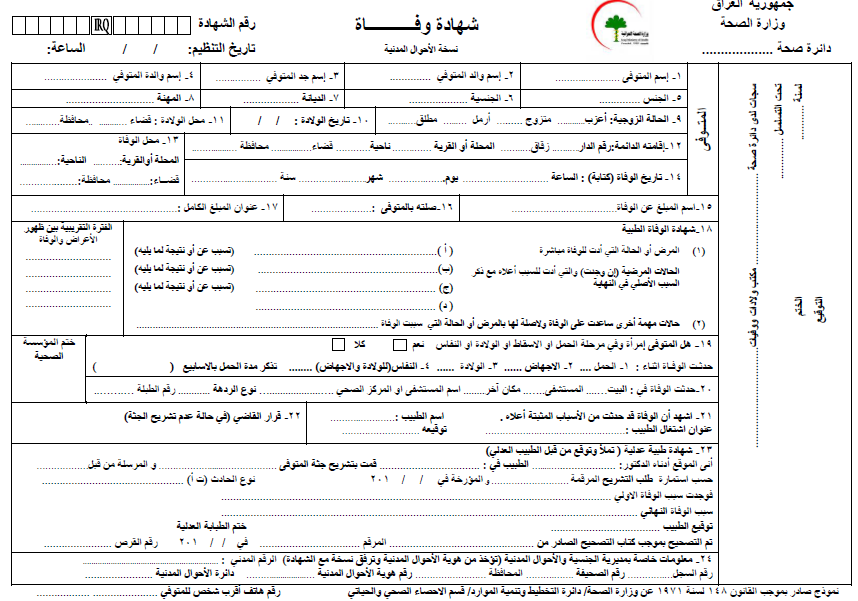 جمهورية العراق
وزارة الصحة
دائرة صحة ...................
شهادة وفــــــــاة
نسخة الأحوال المدنية
رقم الشهادة IRQ
تاريخ التنظيم: / / الساعة:
سجات لدى دائرة صحة .............. مكتب ولادات ووفيات ..............
تحت التسلسل ..............
لسنة ..............
الختم
التوقيع
المتوفى
١- إسم المتوفى ................
٢- إسم والد المتوفي ................
٣- إسم جد المتوفي ................
٤- إسم والدة المتوفي ................
٥- الجنس ................
٦- الجنسية ................
٧- الديانة ................
٨- المهنة ................
٩- الحالة الزوجية: أعزب........ متزوج ........ أرمل ........ مطلق........
١٠- تاريخ الولادة : / /
١١- محل الولادة : قضاء ........ محافظة........
١٢-إقامته الدائمة:رقم الدار........ زقاق........ المحلة أو القرية ........ ناحية ........ قضاء........ محافظة ........
١٣- محل الوفاة
المحلة أوالقرية:........ الناحية:........
قضـاء:........ محافظة:........
١٤- تاريخ الوفاة (كتابة) : الساعة ........ يوم........ شهر ........ سنة ........
١٥-اسم المبلغ عن الوفاة ................
١٦-صلته بالمتوفى : ................
١٧- عنوان المبلغ الكامل : ................
١٨-شهادة الوفاة الطبية
(١) المرض أو الحالة التي أدت للوفاة مباشرة
( أ ) ................ (تسبب عن أو نتيجة لما يليه)
الحالات المرضية (إن وجدت) والتي أدت للسبب أعلاه مع ذكر السبب الأصلي في النهاية
(ب) ................ (تسبب عن أو نتيجة لما يليه)
(ج) ................ (تسبب عن أو نتيجة لما يليه)
(د) ................
(٢) حالات مهمة أخرى ساعدت على الوفاة ولاصلة لها بالمرض أو الحالة التي سببت الوفاة ................
الفترة التقريبية بين ظهور
الأعراض والوفاة
١٩- هل المتوفى إمرأة وفي مرحلة الحمل او الاسقاط او الولادة او النفاس نعم □ كلا □
حدثت الوفاة اثناء : ١- الحمل .... ٢- الاجهاض ...... ٣- الولادة ...... ٤- النفاس(للولادة والاجهاض) ........ تذكر مدة الحمل بالاسابيع ( )
ختم المؤسسة
الصحية
٢٠-حدثت الوفاة في : البيت ........ المستشفى........ مكان أخر........ اسم المستشفى او المركز الصحي ........ نوع الردهة ........ رقم الطبلة ........
٢١- اشهد أن الوفاة قد حدثت من الأسباب المثبتة أعلاه .
عنوان اشتغال الطبيب : ................
اسم الطبيب : ................
توقيعه ................
٢٢- قرار القاضي (في حالة عدم تشريح الجثة)
٢٣- شهادة طبية عدلية ( تملأ وتوقع من قبل الطبيب العدلي)
أنى الموقع أدناه الدكتور: ................ الطبيب في : ................ قمت بتشريح جثة المتوفى ................ و المرسلة من قبل ................
حسب استمارة طلب التشريح المرقمة ................ و المؤرخة في / / ٢٠١ نوع الحادث (ت أ) ................
فوجدت سبب الوفاة الاولي ................
سبب الوفاة النهائي ................
توقيع الطبيب ................ ختم الطبابة العدلية
تم التصحيح بموجب كتاب التصحيح الصادر من ................ المرقم ................ في / / ٢٠١ رقم القرص ................
٢٤- معلومات خاصة بمديرية الجنسية والأحوال المدنية (تؤخذ من هوية الأحوال المدنية وترفق نسخة مع الشهادة) الرقم المدني : ................
رقم السجل ........ رقم الصحيفة ........ المحافظة ........ رقم هوية الأحوال المدنية ........ دائرة الأحوال المدنية ........
نموذج صادر بموجب القانون ١٤٨ لسنة ١٩٧١ عن وزارة الصحة/ دائرة التخطيط وتنمية الموارد/ قسم الاحصاء الصحي والحياتي رقم هاتف اقرب شخص للمتوفي ................